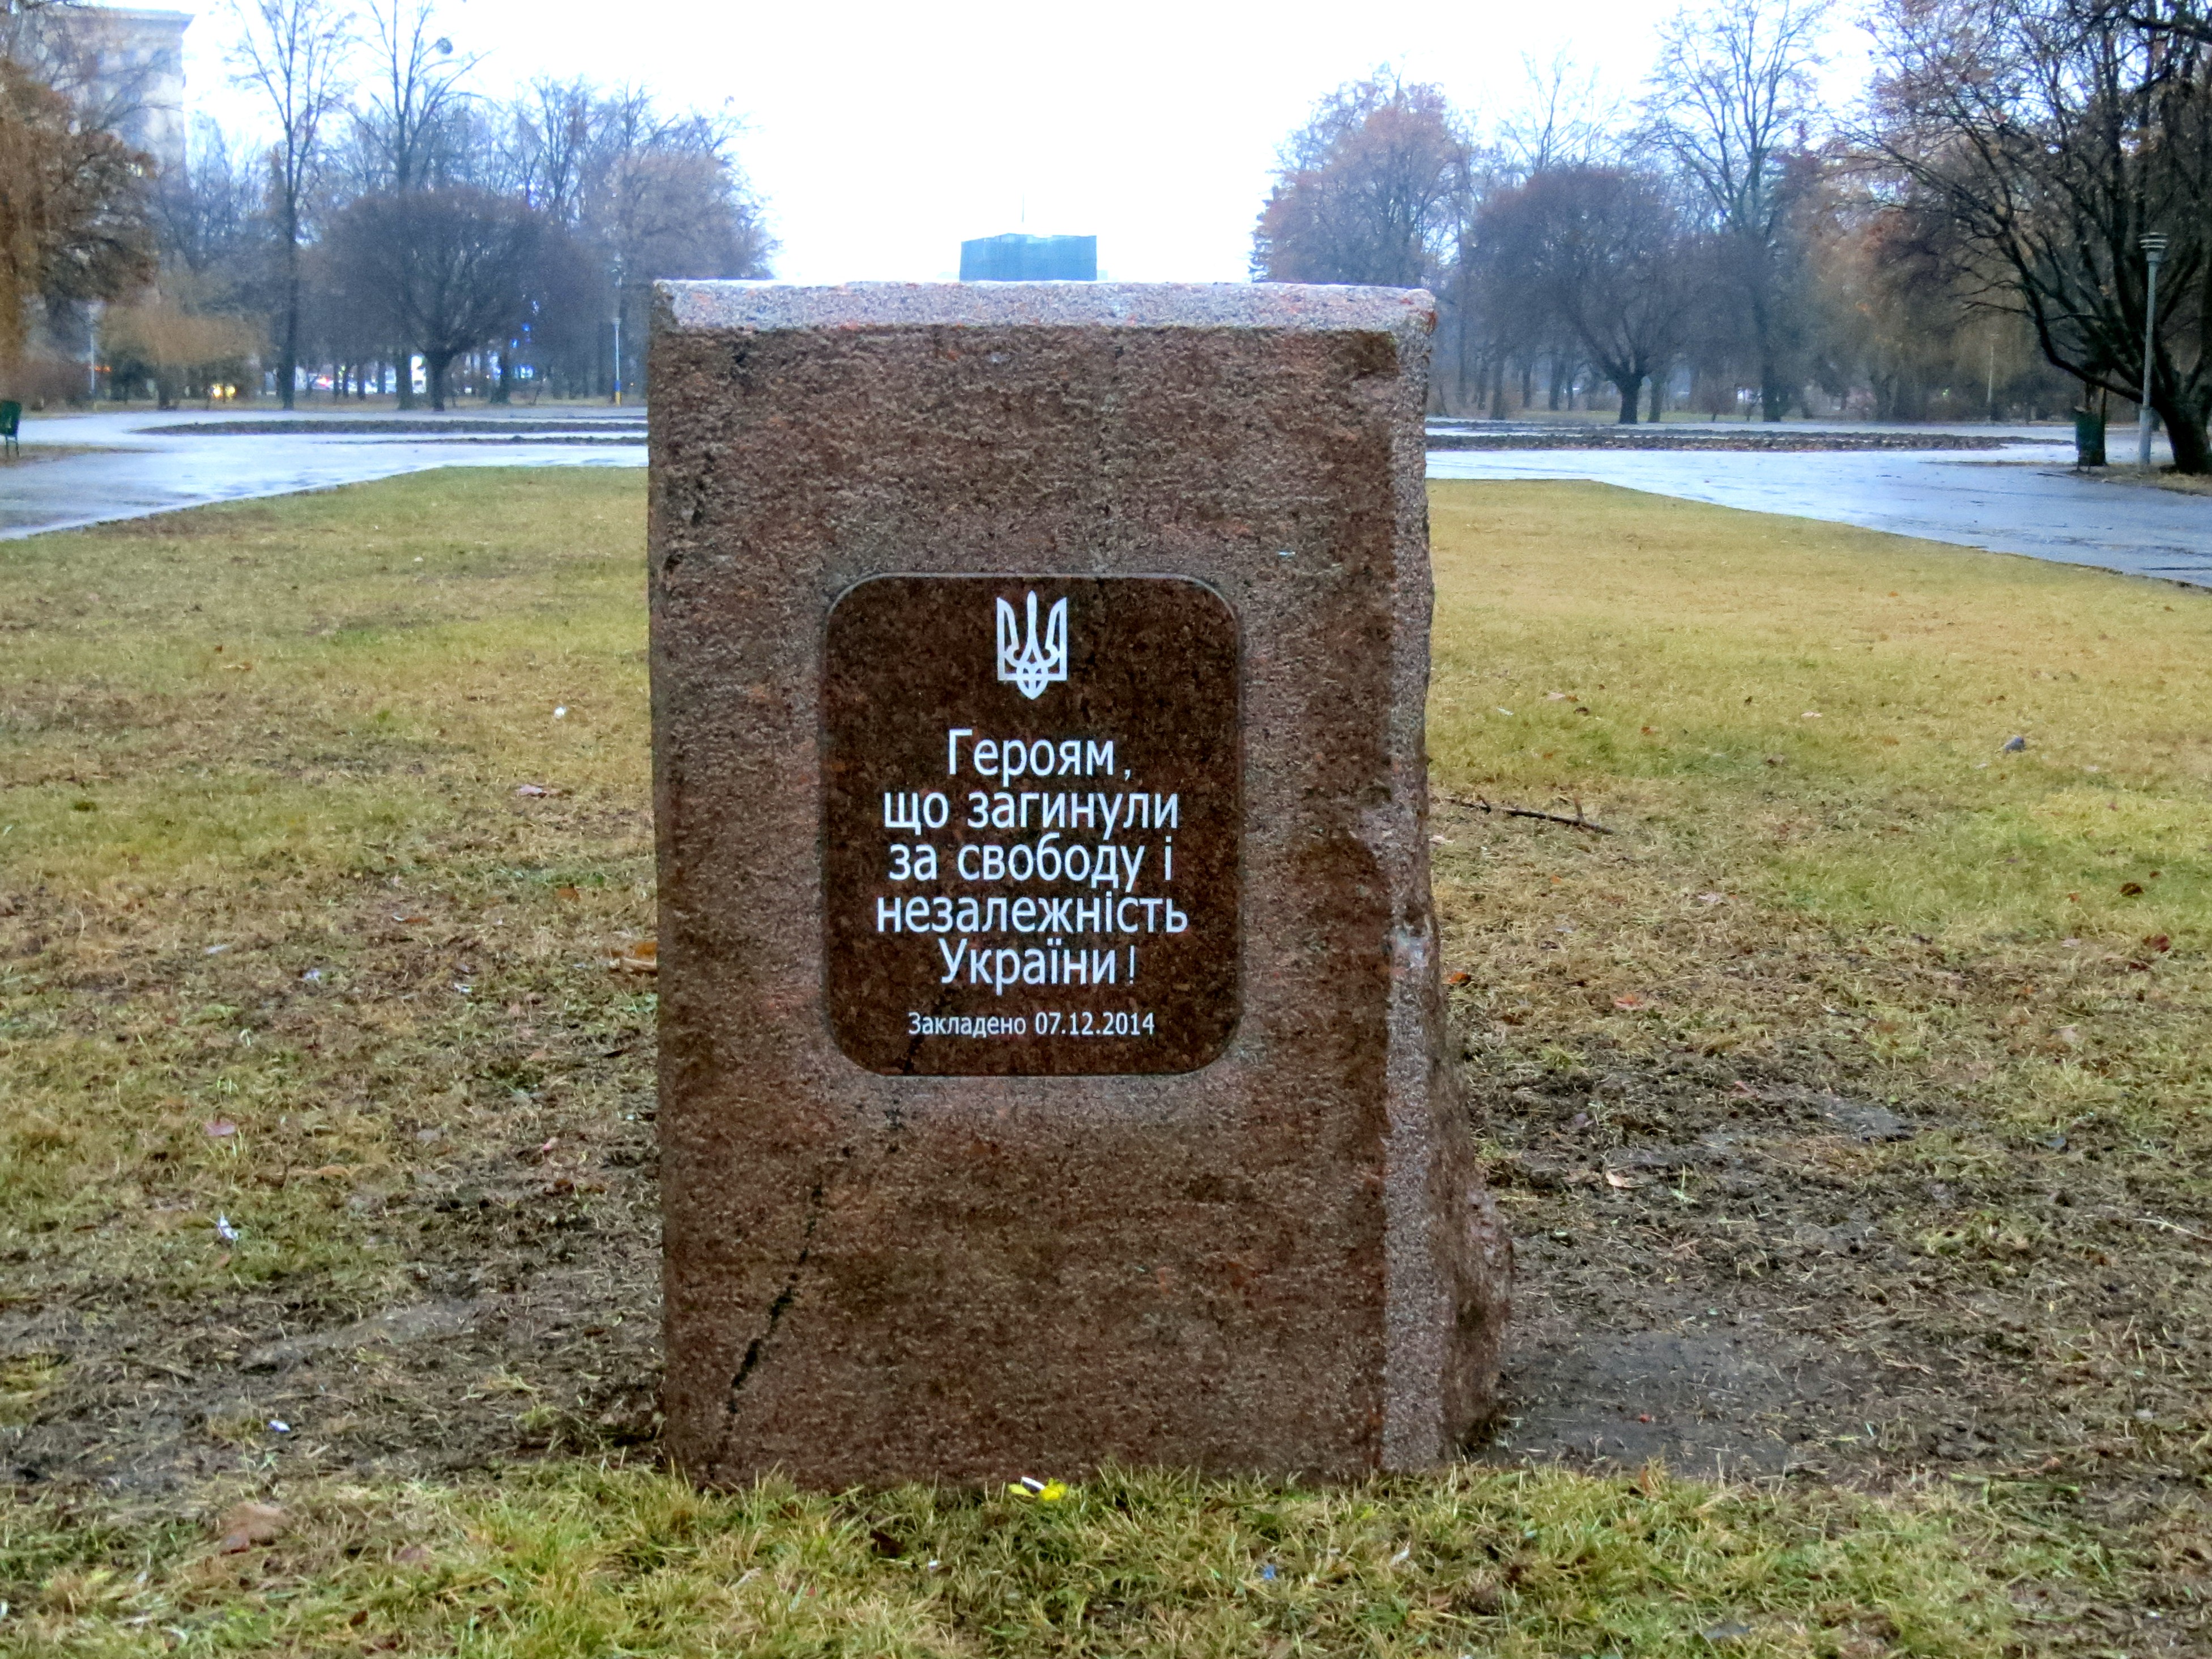 Героям,
що загинули
за свободу і
незалежність
України!
Закладено 07.12.2014